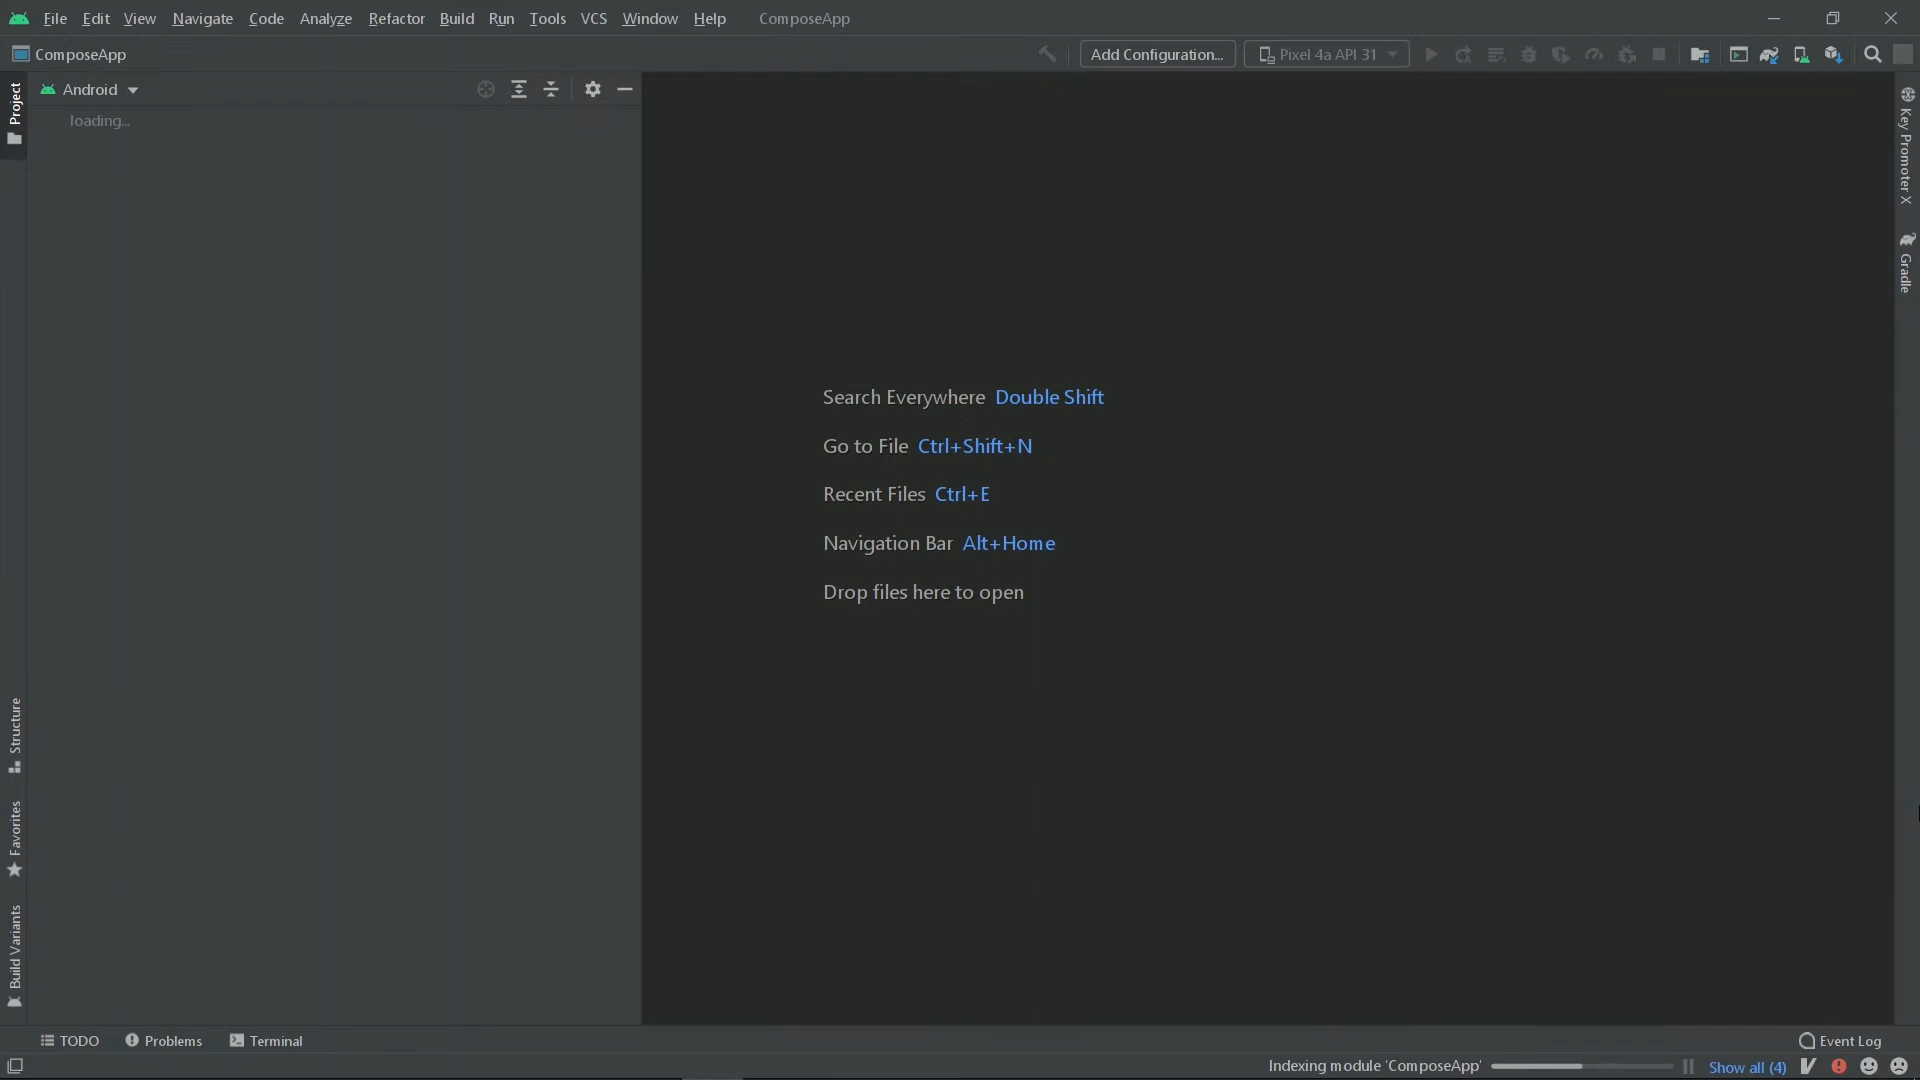 File Edit View Navigate Code Analyze Refactor Build Run Tools VCS Window Help ComposeApp
ComposeApp Add Configuration... Pixel 4a API 31
Project
Android
loading...
Key Promoter X
Gradle
Search Everywhere Double Shift
Go to File Ctrl+Shift+N
Recent Files Ctrl+E
Navigation Bar Alt+Home
Drop files here to open
Structure
Favorites
Build Variants
TODO Problems Terminal Event Log
Indexing module 'ComposeApp' Show all (4)